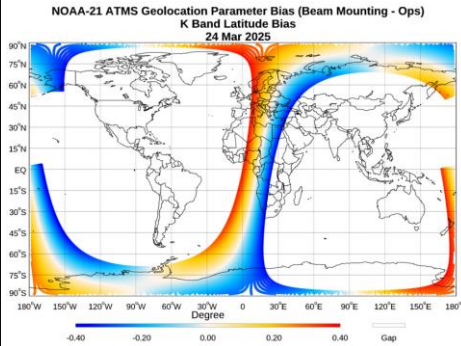 NOAA-21 ATMS Geolocation Parameter Bias (Beam Mounting - Ops)
K Band Latitude Bias
24 Mar 2025
90°N
75°N
60°N
45°N
30°N
15°N
EQ
15°S
30°S
45°S
60°S
75°S
90°S
180°W 150°W 120°W 90°W 60°W 30°W 0 30°E 60°E 90°E 120°E 150°E 180°
Degree
-0.40 -0.20 0.00 0.20 0.40 Gap